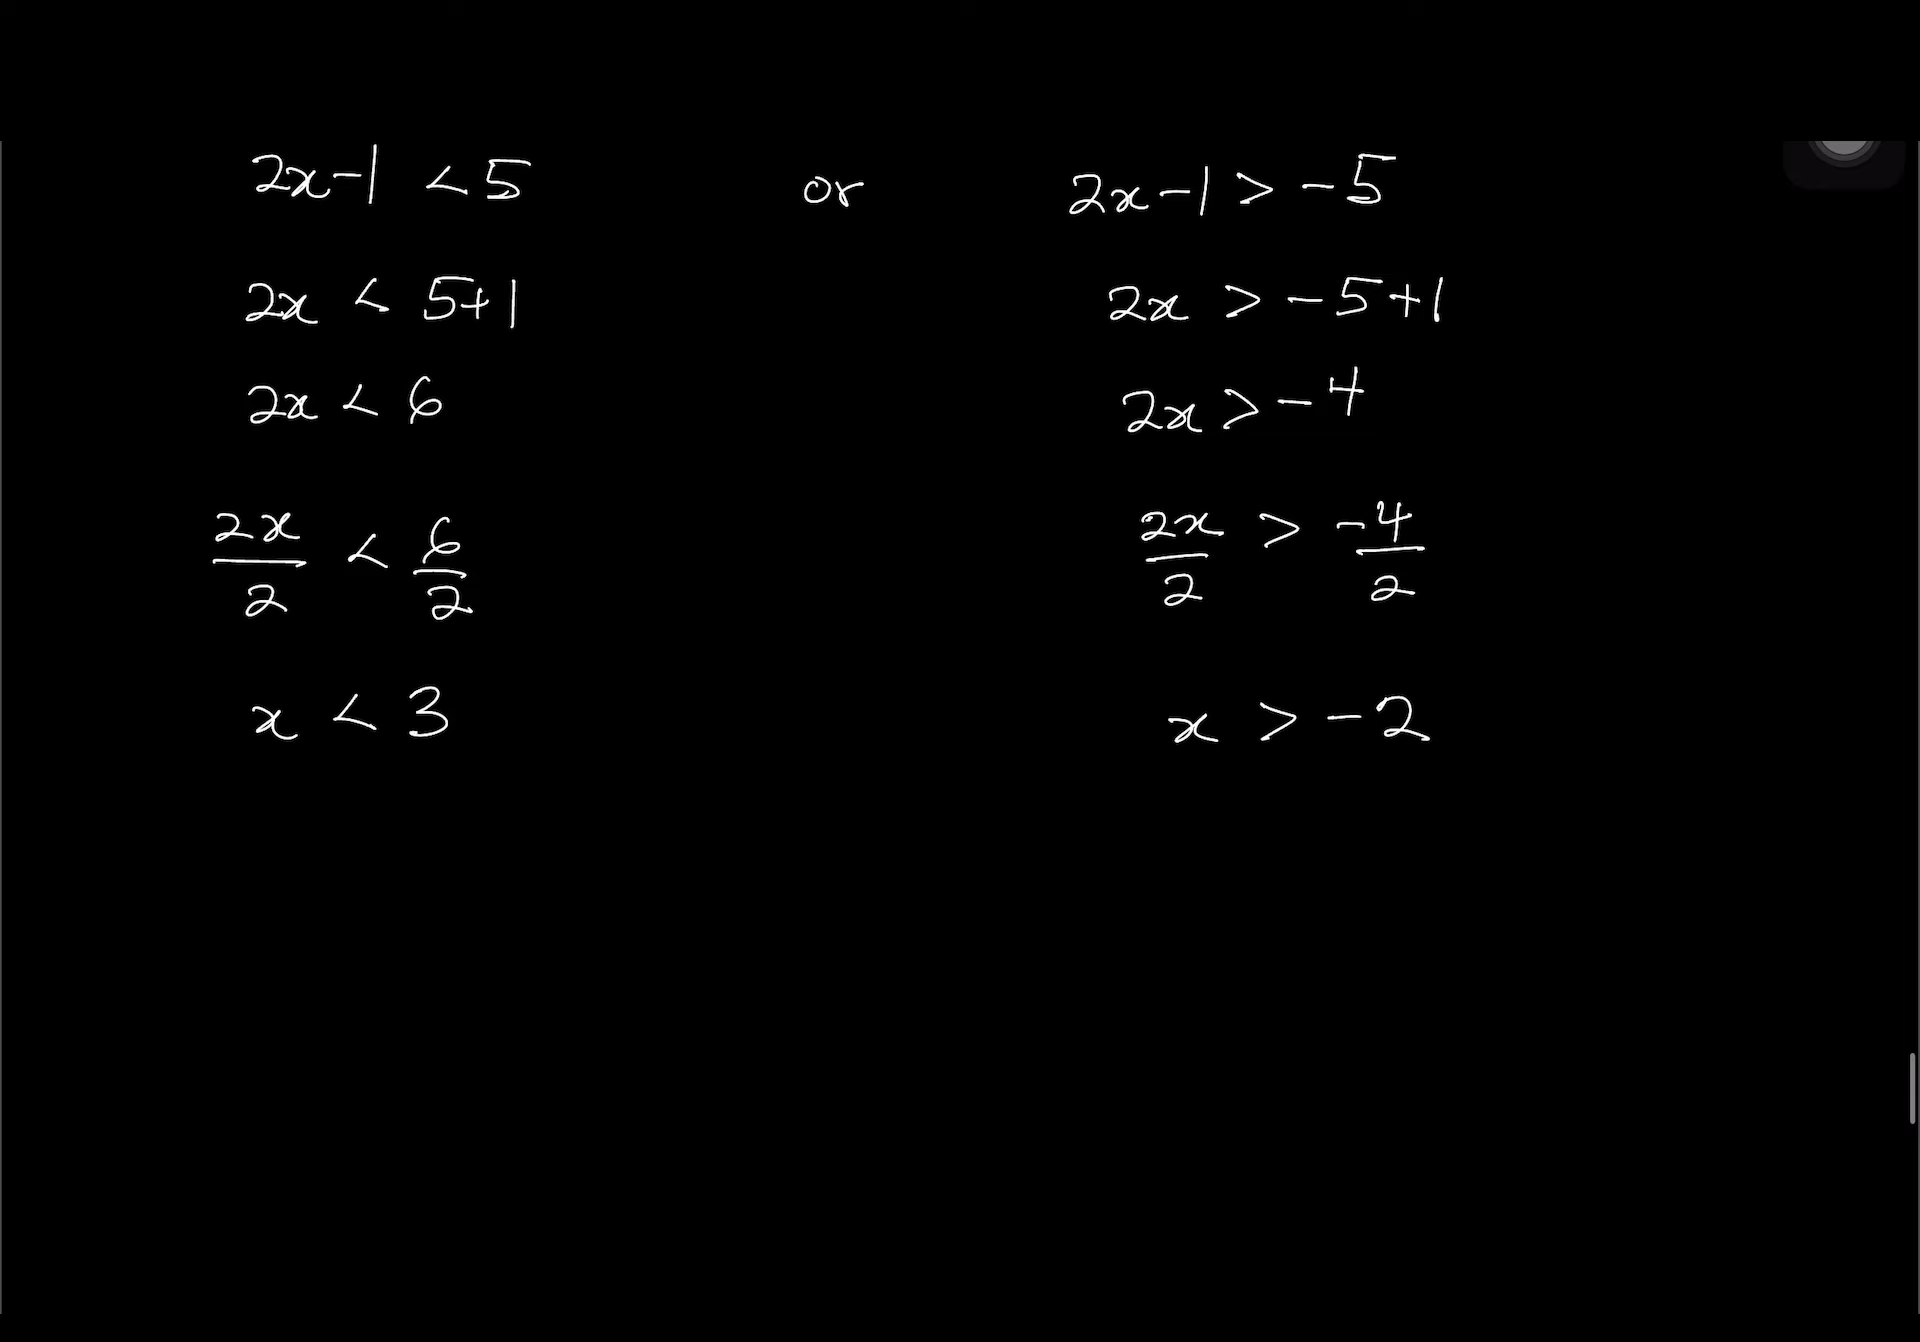 2x-1 < 5 or 2x-1 > -5
2x < 5+1 2x > -5+1
2x < 6 2x > -4
2x/2 < 6/2 2x/2 > -4/2
x < 3 x > -2